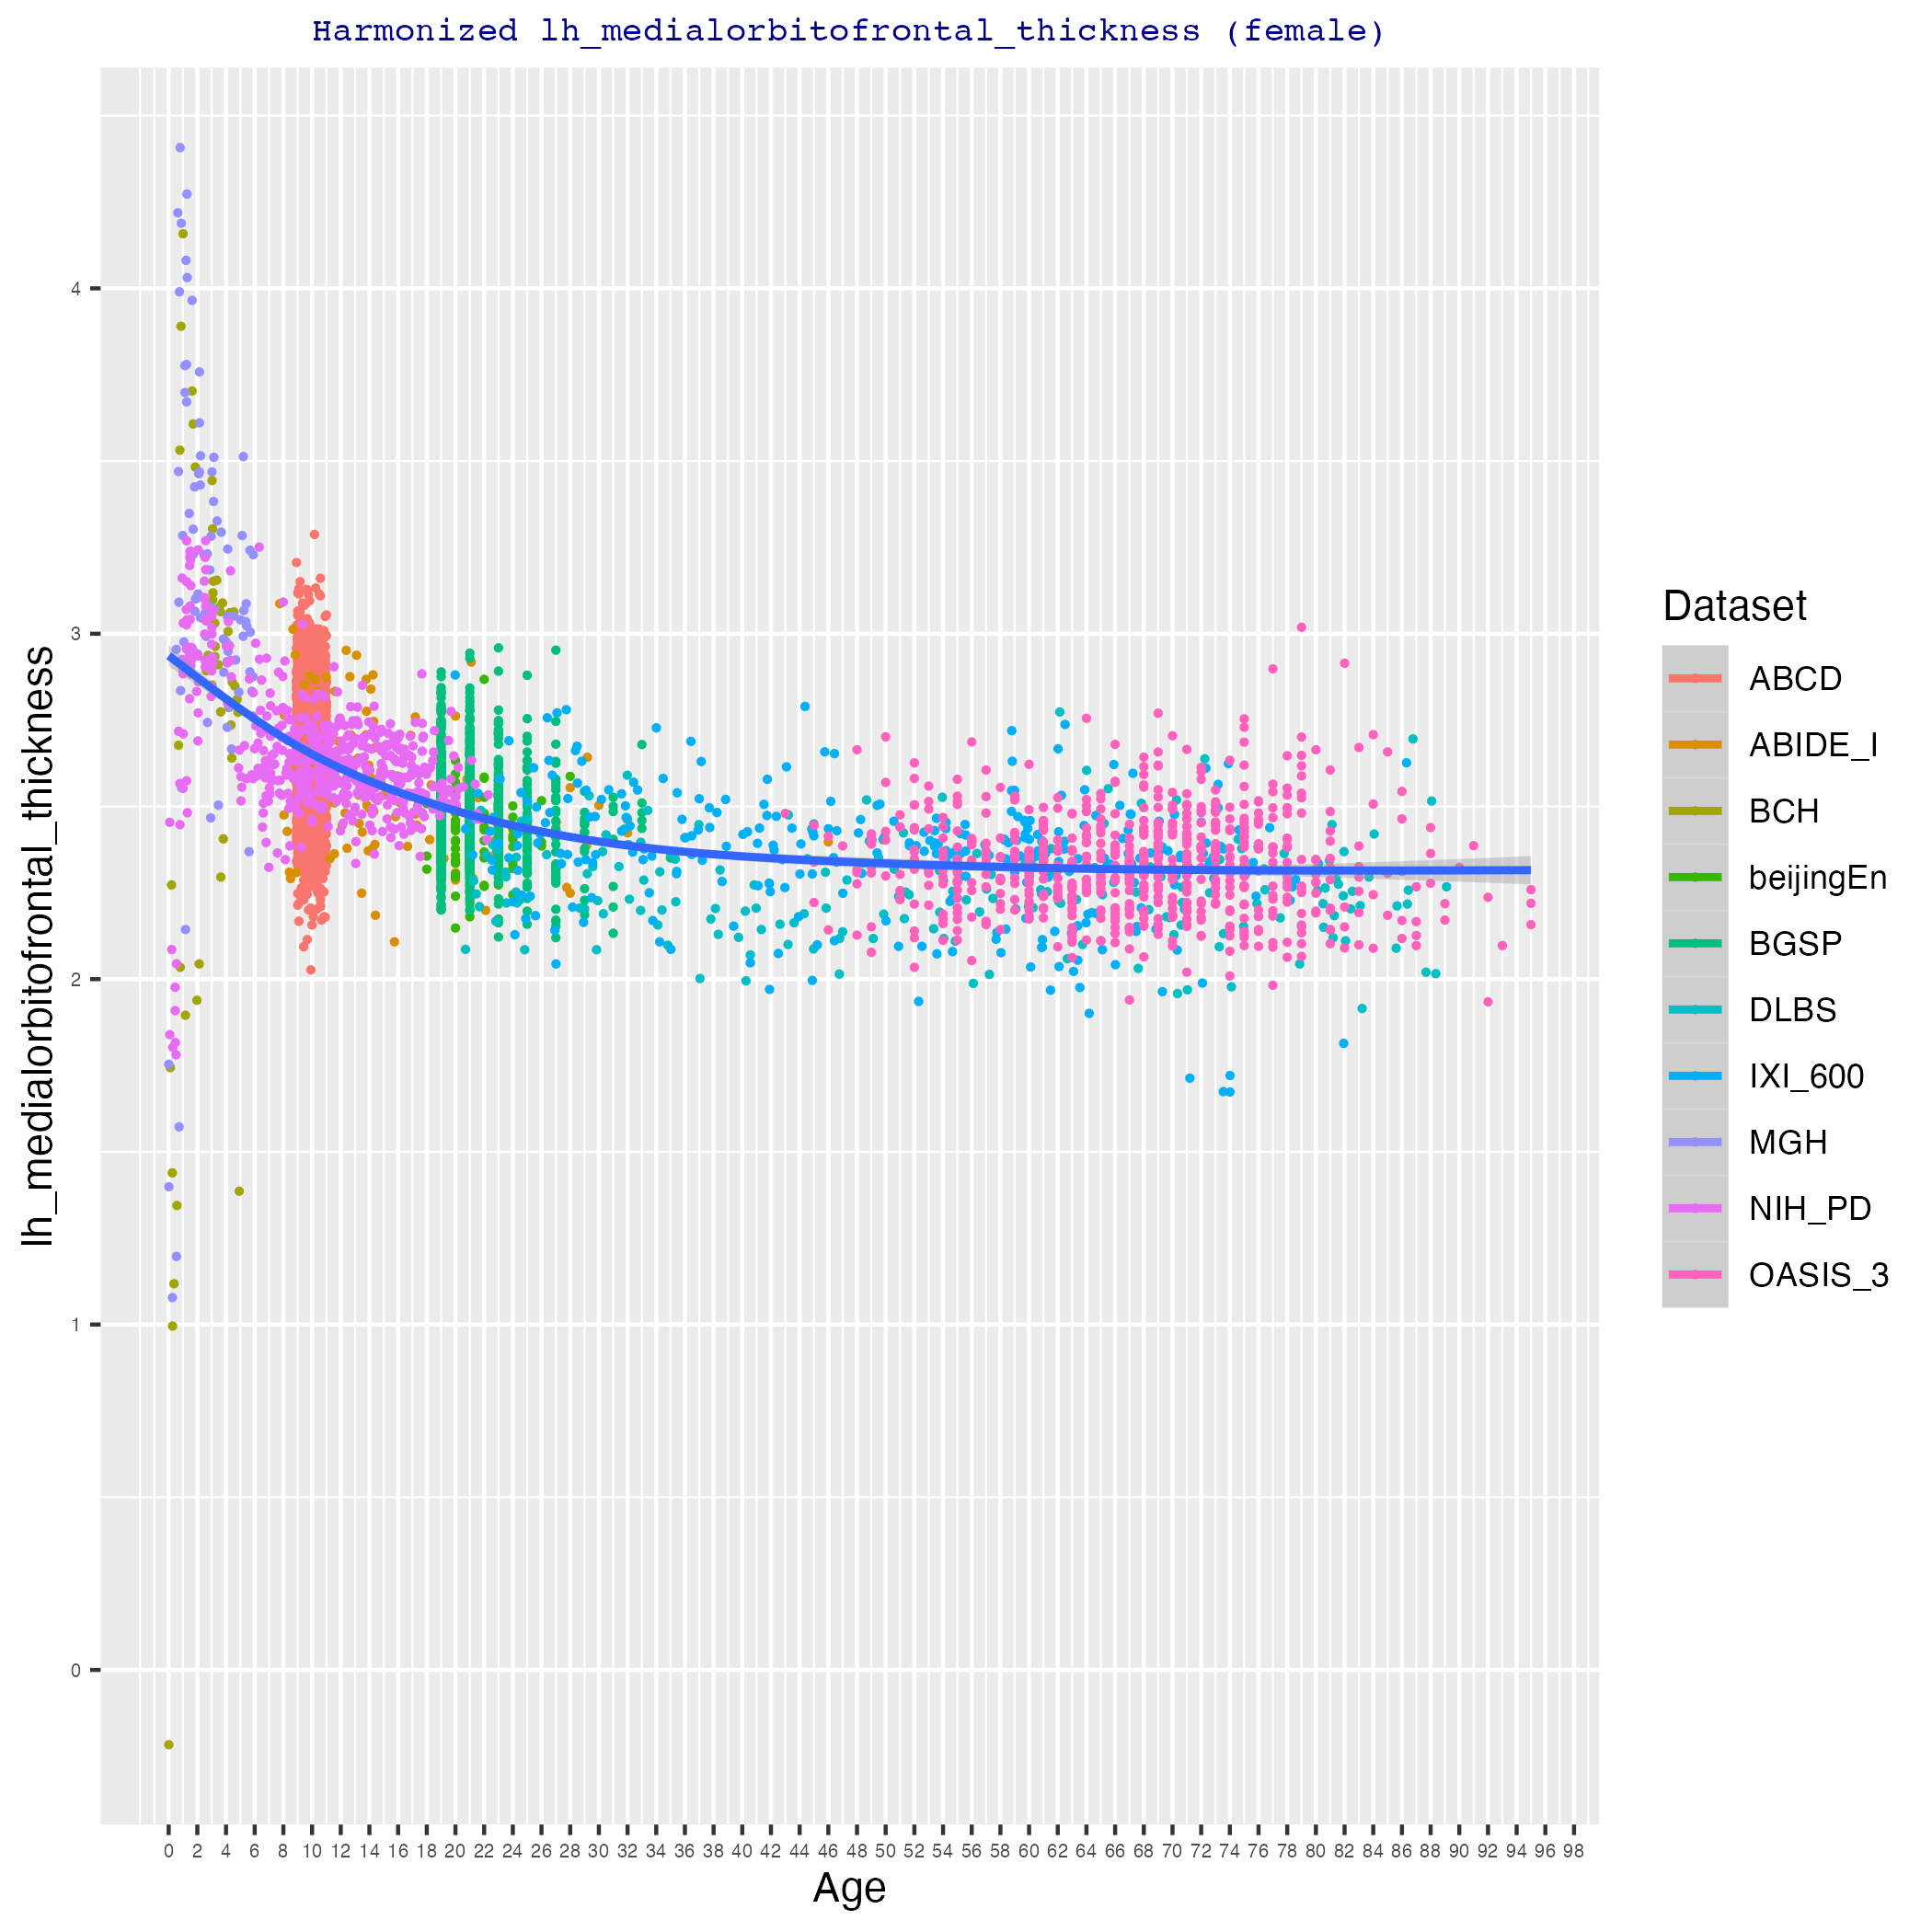 Harmonized lh_medialorbitofrontal_thickness (female)
lh_medialorbitofrontal_thickness
4
3
2
1
0
0 2 4 6 8 10 12 14 16 18 20 22 24 26 28 30 32 34 36 38 40 42 44 46 48 50 52 54 56 58 60 62 64 66 68 70 72 74 76 78 80 82 84 86 88 90 92 94 96 98
Age
Dataset
ABCD
ABIDE_I
BCH
beijingEn
BGSP
DLBS
IXI_600
MGH
NIH_PD
OASIS_3